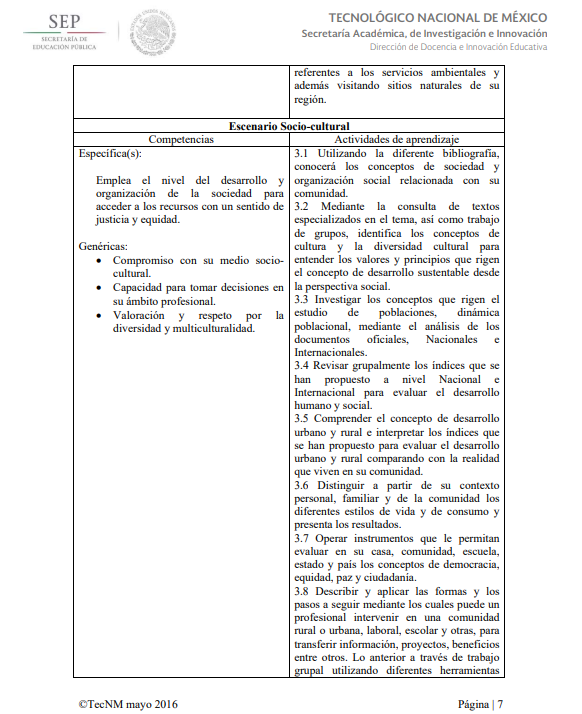 SEP
SECRETARÍA DE
EDUCACIÓN PÚBLICA
TECNOLÓGICO NACIONAL DE MÉXICO
Secretaría Académica, de Investigación e Innovación
Dirección de Docencia e Innovación Educativa
referentes a los servicios ambientales y
además visitando sitios naturales de su
región.
Escenario Socio-cultural
Competencias
Actividades de aprendizaje
Especifica(s):
Emplea el nivel del desarrollo y
organización de la sociedad para
acceder a los recursos con un sentido de
justicia y equidad.
Genéricas:
• Compromiso con su medio socio-
cultural.
• Capacidad para tomar decisiones en
su ámbito profesional.
• Valoración y respeto por la
diversidad y multiculturalidad.
3.1 Utilizando la diferente bibliografía,
conocerá los conceptos de sociedad y
organización social relacionada con su
comunidad.
3.2 Mediante la consulta de textos
especializados en el tema, así como trabajo
de grupos, identifica los conceptos de
cultura y la diversidad cultural para
entender los valores y principios que rigen
el concepto de desarrollo sustentable desde
la perspectiva social.
3.3 Investigar los conceptos que rigen el
estudio de poblaciones, dinámica
poblacional, mediante el análisis de los
documentos oficiales, Nacionales e
Internacionales.
3.4 Revisar grupalmente los índices que se
han propuesto a nivel Nacional e
Internacional para evaluar el desarrollo
humano y social.
3.5 Comprender el concepto de desarrollo
urbano y rural e interpretar los índices que
se han propuesto para evaluar el desarrollo
urbano y rural comparando con la realidad
que viven en su comunidad.
3.6 Distinguir a partir de su contexto
personal, familiar y de la comunidad los
diferentes estilos de vida y de consumo y
presenta los resultados.
3.7 Operar instrumentos que le permitan
evaluar en su casa, comunidad, escuela,
estado y país los conceptos de democracia,
equidad, paz y ciudadanía.
3.8 Describir y aplicar las formas y los
pasos a seguir mediante los cuales puede un
profesional intervenir en una comunidad
rural o urbana, laboral, escolar y otras, para
transferir información, proyectos, beneficios
entre otros. Lo anterior a través de trabajo
grupal utilizando diferentes herramientas
©TecNM mayo 2016
Página | 7